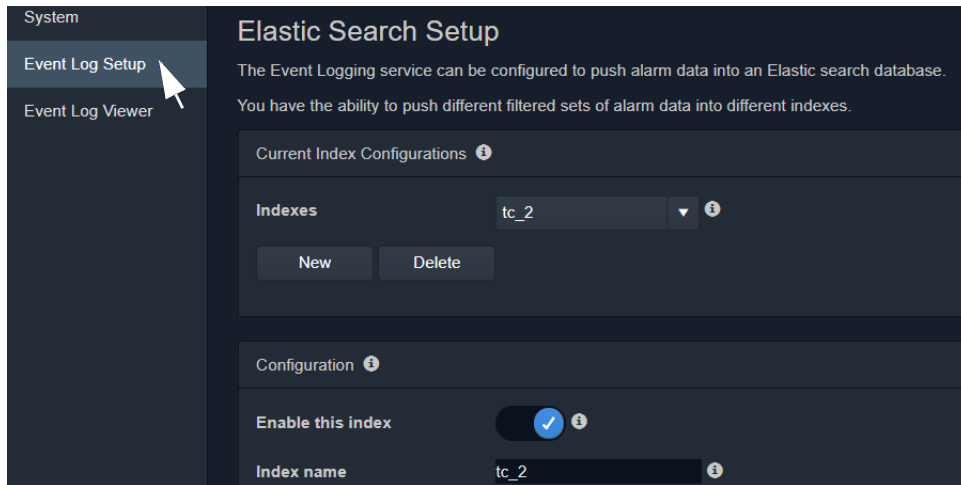 System
Event Log Setup
Event Log Viewer
Elastic Search Setup
The Event Logging service can be configured to push alarm data into an Elastic search database.
You have the ability to push different filtered sets of alarm data into different indexes.
Current Index Configurations
Indexes
tc_2
New
Delete
Configuration
Enable this index
Index name
tc_2